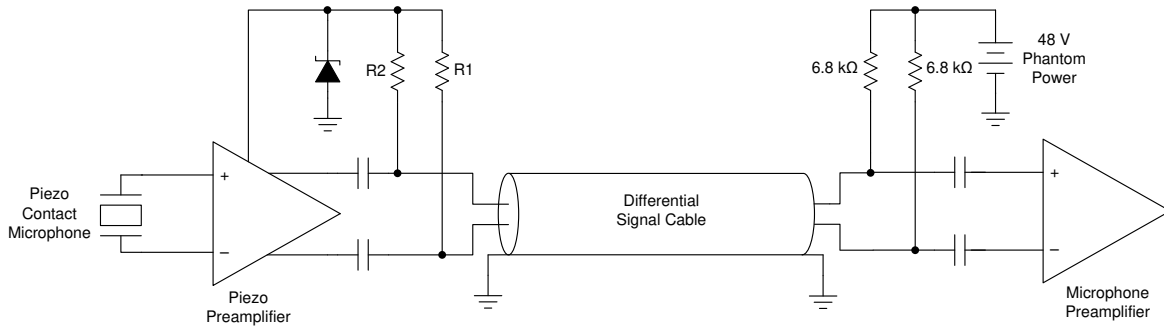 R2
R1
6.8 kΩ
6.8 kΩ
48 V
Phantom
Power
Piezo
Contact
Microphone
+
−
Piezo
Preamplifier
Differential
Signal Cable
+
−
Microphone
Preamplifier